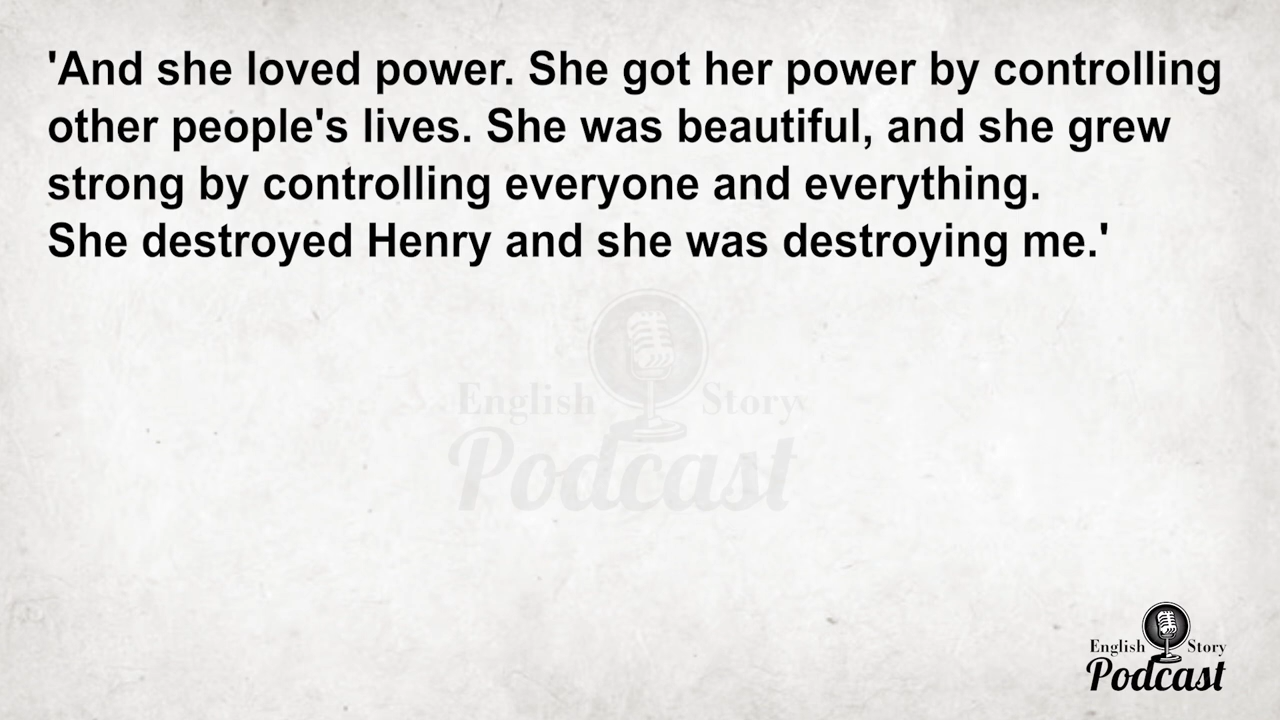 'And she loved power. She got her power by controlling
other people's lives. She was beautiful, and she grew
strong by controlling everyone and everything.
She destroyed Henry and she was destroying me.'
English Story
Podcast
English Story
Podcast